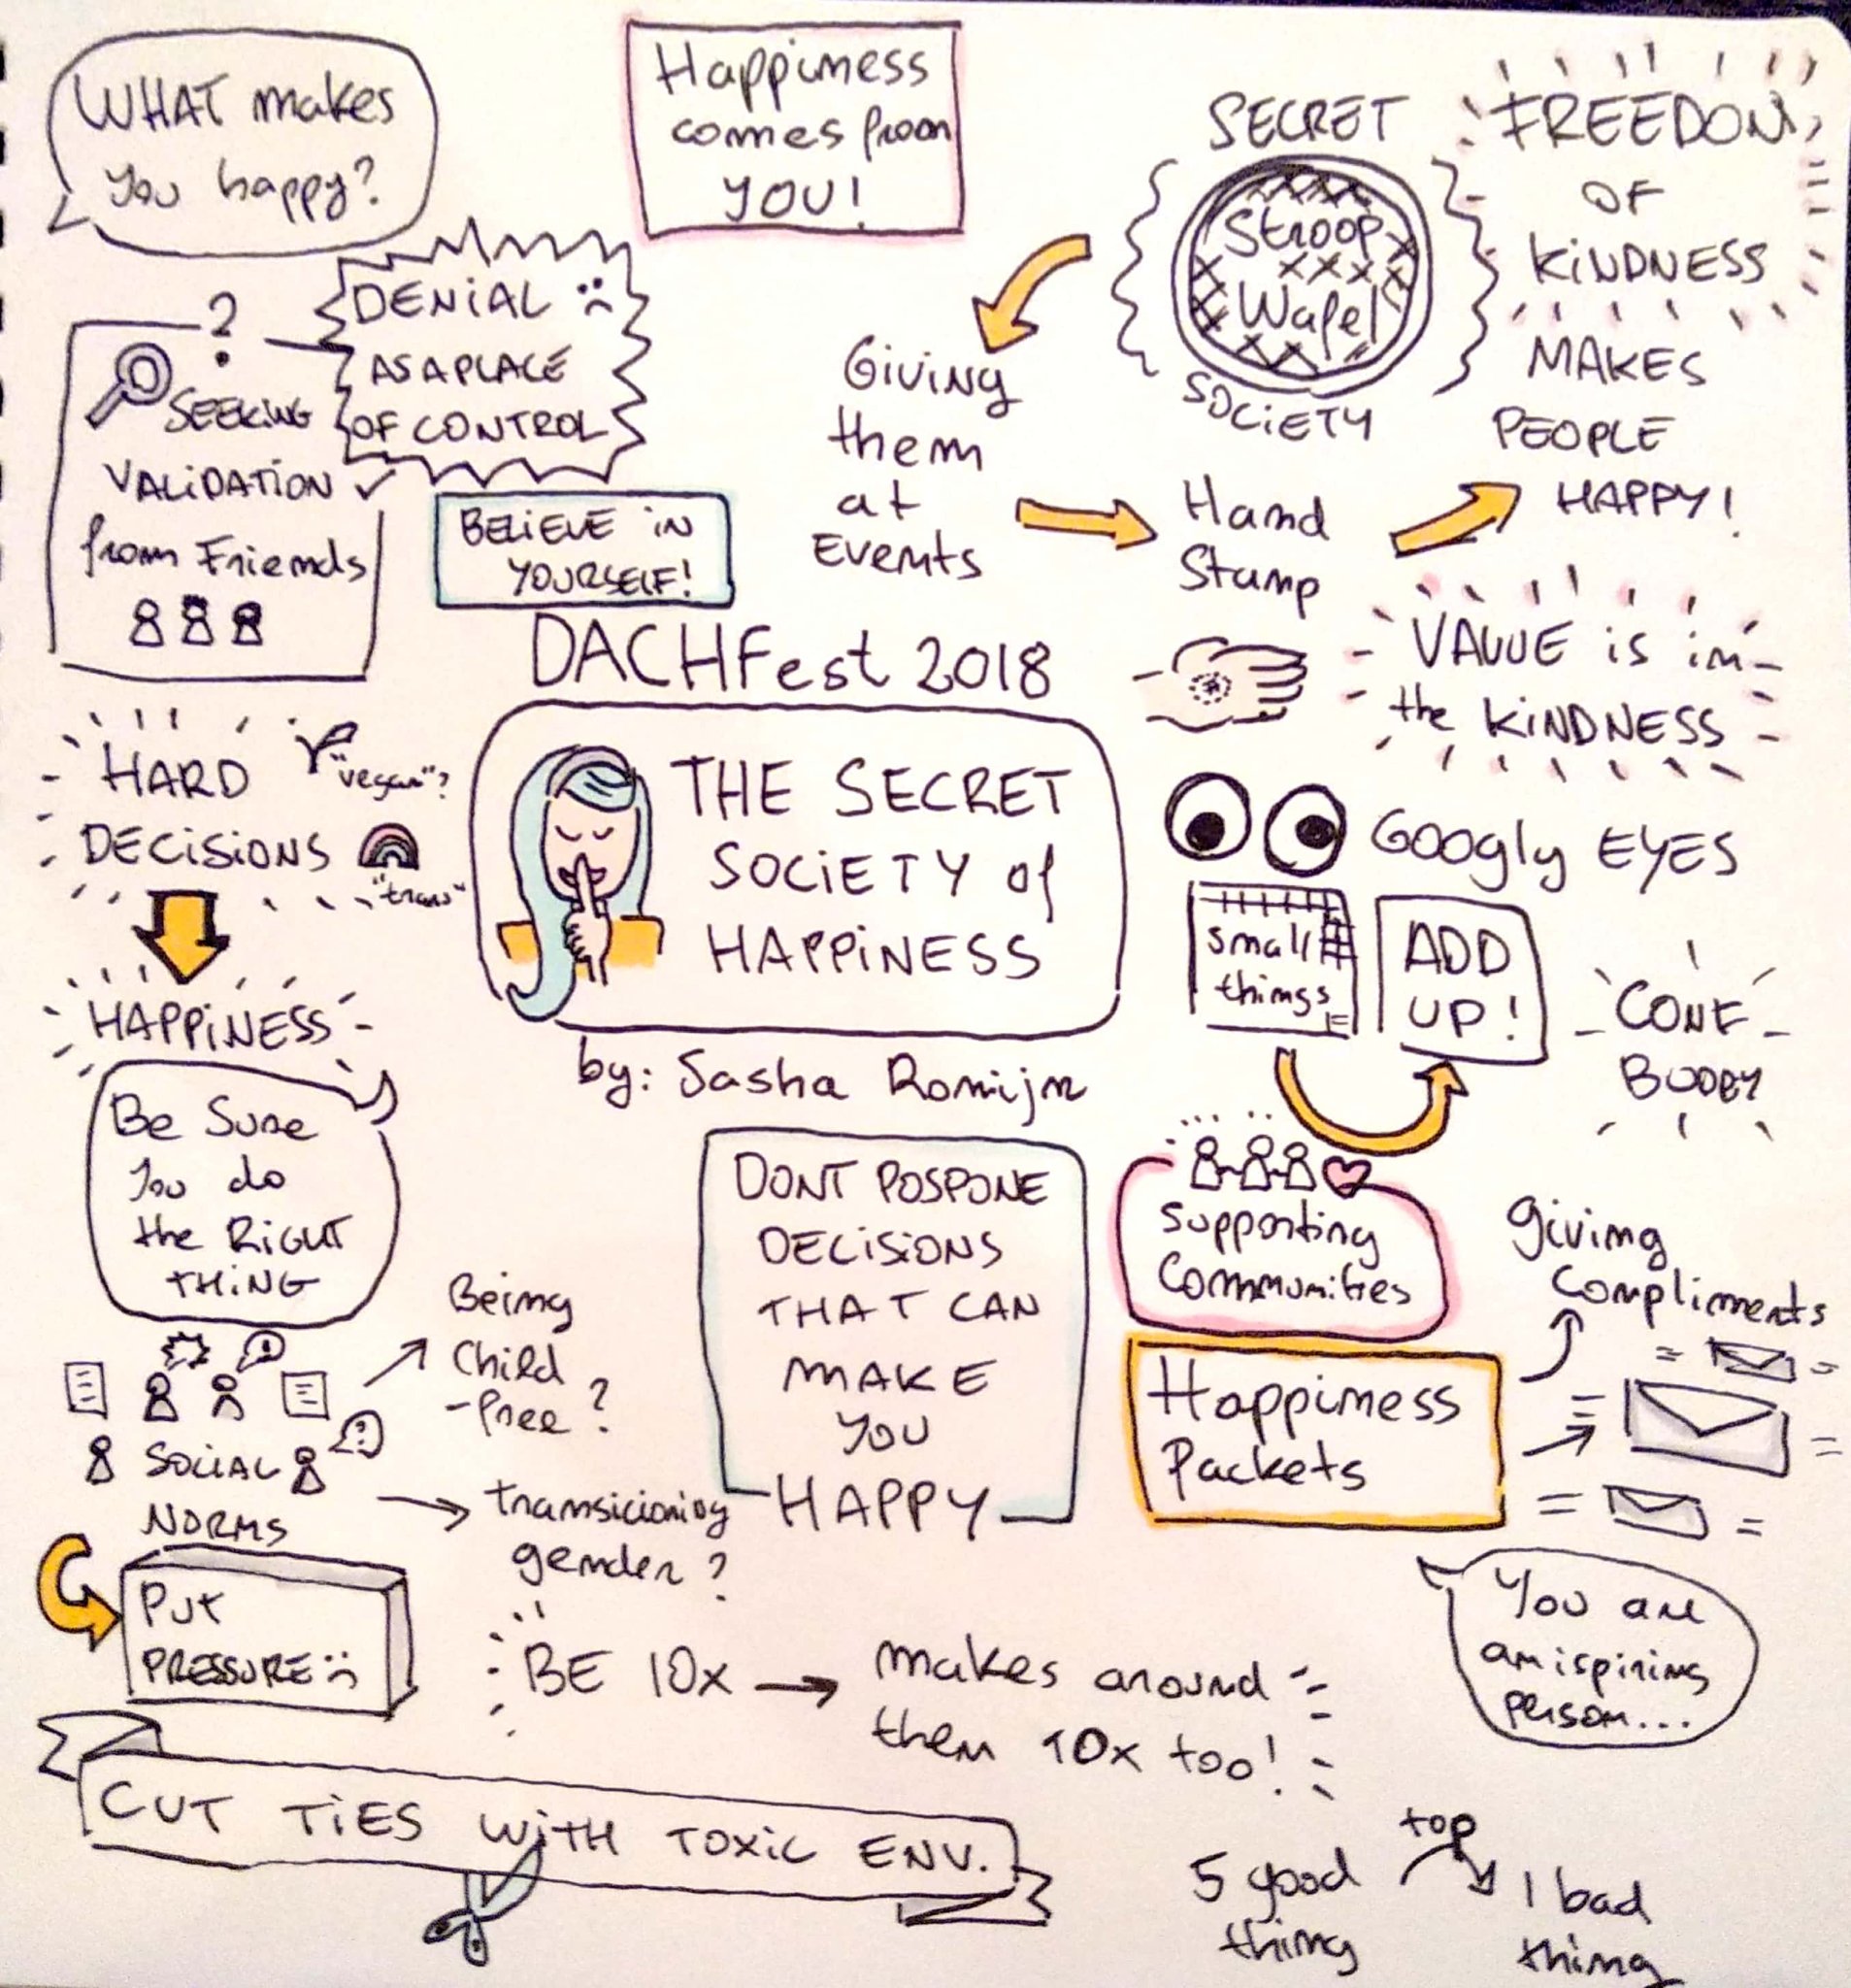 WHAT makes
you happy?
Happiness
comes from
YOU!
SECRET
Stroop
Wafel
SOCiETY
FREEDOM
OF
KiNDNESS
MAKES
PEOPLE
HAPPY!
?
SEEKiNG
VALiDATiON
from Friends
DENiAL
AS A PLACE
OF CONTROL
BELiEVE iN
YOURSELF!
Giving
them
at
Events
Hand
Stamp
VALUE is in
the KiNDNESS
DACHFest 2018
THE SECRET
SOCiETY of
HAPPiNESS
by: Sasha Romijn
HARD
DECiSiONS
"vegan"?
"trans"
HAPPiNESS
Be Sure
you do
the RiGHT
THiNG
SOCiAL
NORMS
Being
Child
-free?
transicioning
gender?
Put
PRESSURE
Googly EYES
small
things
ADD
UP!
CONE
BUDDY
DONT POSPONE
DECiSiONS
THAT CAN
MAKE
YOU
HAPPY
Supporting
Communities
Happiness
Packets
giving
compliments
You are
an ispiring
person...
BE 10x
makes around
them 10x too!
CUT TiES WiTH TOXiC ENV.
5 good
thing
top
1 bad
thing